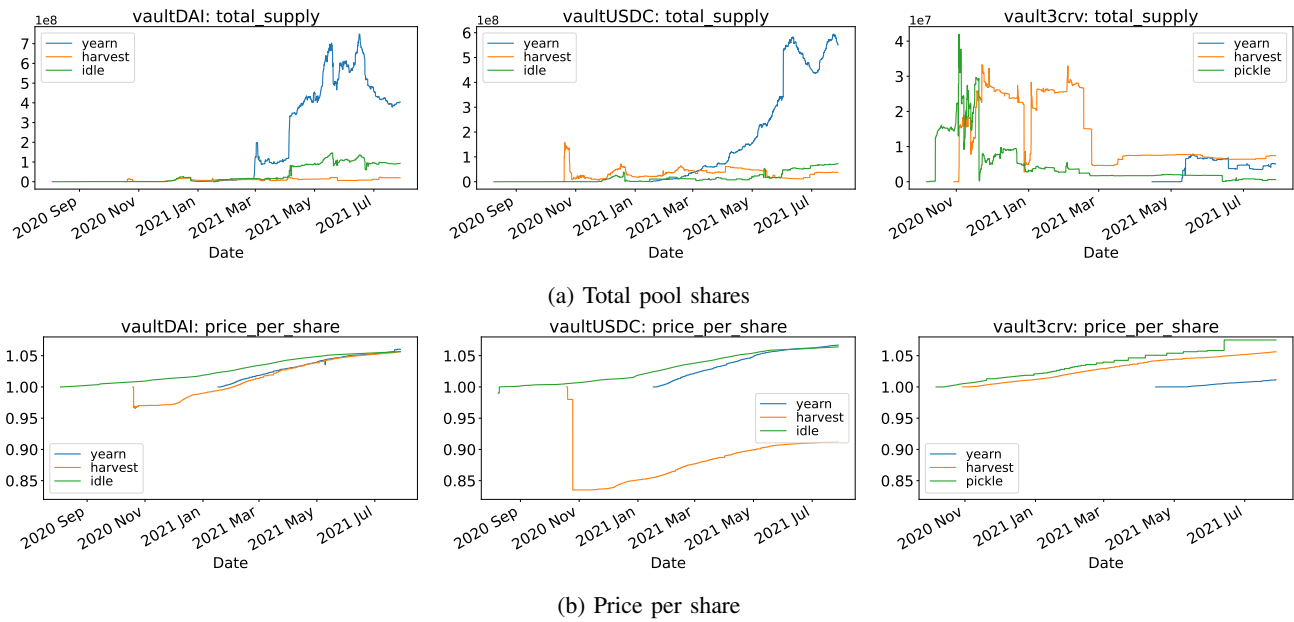 vaultDAI: total_supply
1e8
7
6
5
4
3
2
1
0
yearn
harvest
idle
2020 Sep
2020 Nov
2021 Jan
2021 Mar
2021 May
2021 Jul
Date
vaultUSDC: total_supply
1e8
6
5
4
3
2
1
0
yearn
harvest
idle
2020 Sep
2020 Nov
2021 Jan
2021 Mar
2021 May
2021 Jul
Date
vault3crv: total_supply
1e7
4
3
2
1
0
yearn
harvest
pickle
2020 Nov
2021 Jan
2021 Mar
2021 May
2021 Jul
Date
(a) Total pool shares
vaultDAI: price_per_share
1.05
1.00
0.95
0.90
0.85
yearn
harvest
idle
2020 Sep
2020 Nov
2021 Jan
2021 Mar
2021 May
2021 Jul
Date
vaultUSDC: price_per_share
1.05
1.00
0.95
0.90
0.85
yearn
harvest
idle
2020 Sep
2020 Nov
2021 Jan
2021 Mar
2021 May
2021 Jul
Date
vault3crv: price_per_share
1.05
1.00
0.95
0.90
0.85
yearn
harvest
pickle
2020 Nov
2021 Jan
2021 Mar
2021 May
2021 Jul
Date
(b) Price per share